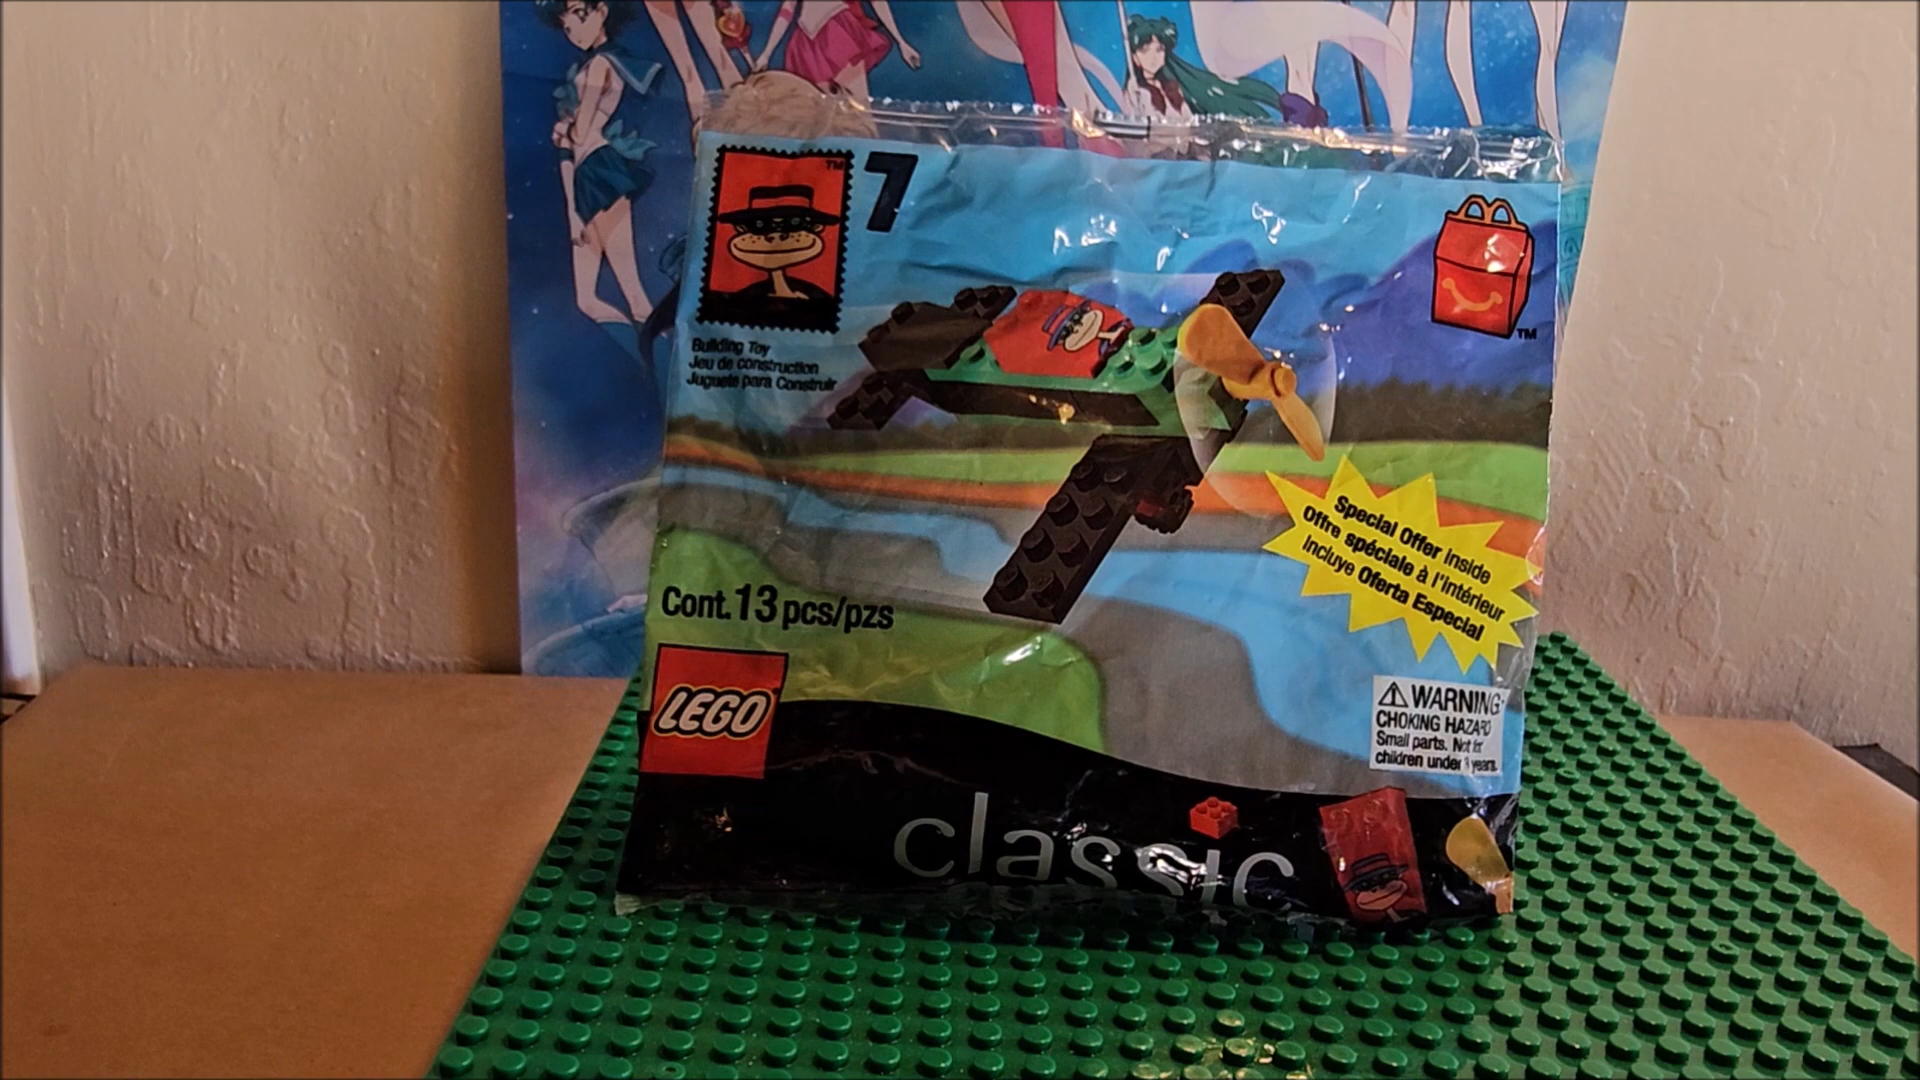 TM
7
Building Toy
Jeu de construction
Juguete para Construir
TM
Special Offer inside
Offre spéciale à l'intérieur
Incluye Oferta Especial
Cont. 13 pcs/pzs
LEGO
WARNING:
CHOKING HAZARD
Small parts. Not for
children under 3 years.
classic